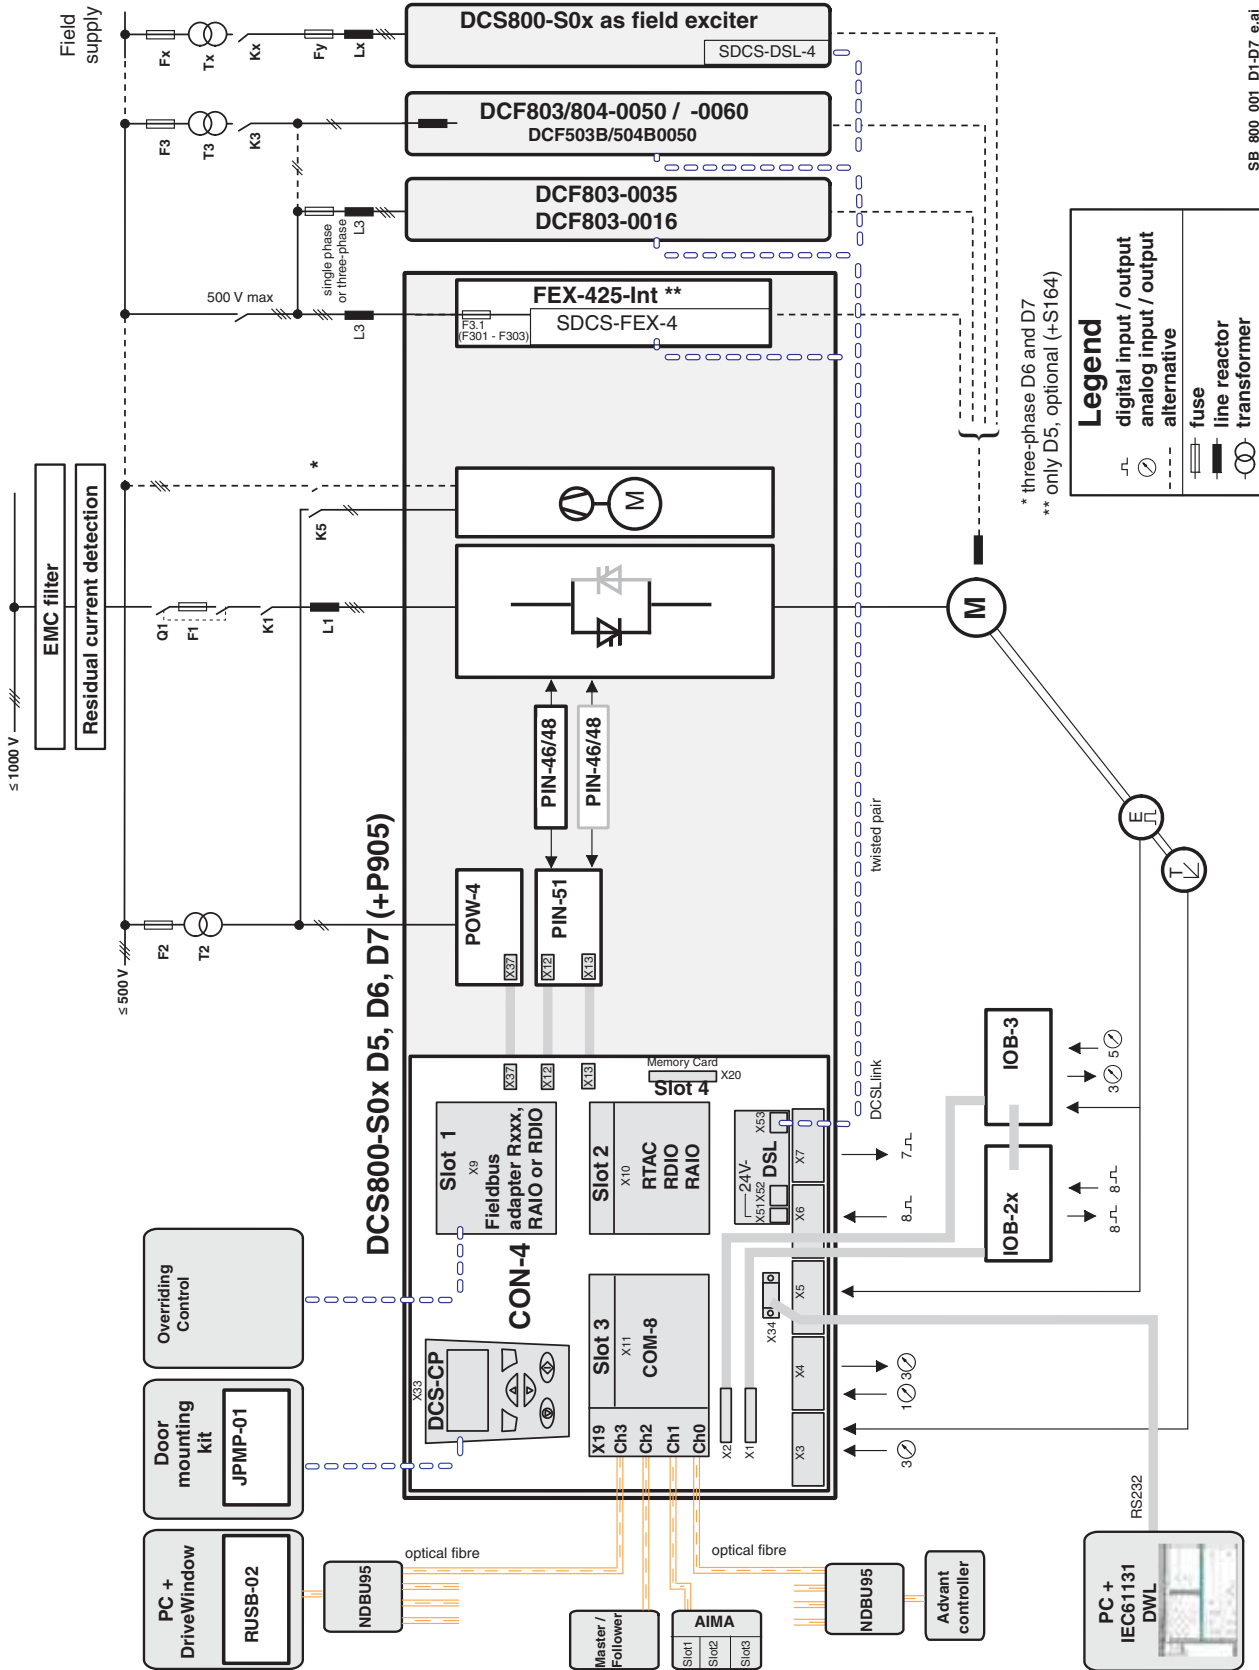 Field
supply
Fx
Tx
Kx
Fy
Lx
DCS800-S0x as field exciter
SDCS-DSL-4
F3
T3
K3
DCF803/804-0050 / -0060
DCF503B/504B0050
single phase
or three-phase
L3
DCF803-0035
DCF803-0016
500 V max
L3
FEX-425-Int **
F3.1
(F301 - F303)
SDCS-FEX-4
≤ 1000 V
EMC filter
Residual current detection
Q1
F1
K1
L1
K5
*
M
≤ 500 V
F2
T2
DCS800-S0x D5, D6, D7 (+P905)
POW-4
X37
PIN-51
X12
X13
PIN-46/48
PIN-46/48
M
* three-phase D6 and D7
** only D5, optional (+S164)
Legend
digital input / output
analog input / output
alternative
fuse
line reactor
transformer
SB_800_001_D1-D7_e.ai
E
T
twisted pair
DCSLlink
X37
X12
X13
Memory Card
X20
Slot 4
Slot 1
X9
Fieldbus
adapter Rxxx,
RAIO or RDIO
Slot 2
X10
RTAC
RDIO
RAIO
CON-4
24V-
DSL
X51
X52
X53
X7
X6
X5
X4
X3
X34
X2
X1
DCS-CP
X33
Slot 3
X11
COM-8
X19
Ch3
Ch2
Ch1
Ch0
7
8
3
1
3
IOB-2x
8
8
IOB-3
3
5
Overriding
Control
Door
mounting
kit
JPMP-01
PC +
DriveWindow
RUSB-02
NDBU95
optical fibre
Master /
Follower
AIMA
Slot1
Slot2
Slot3
optical fibre
NDBU95
Advant
controller
RS232
PC +
IEC61131
DWL